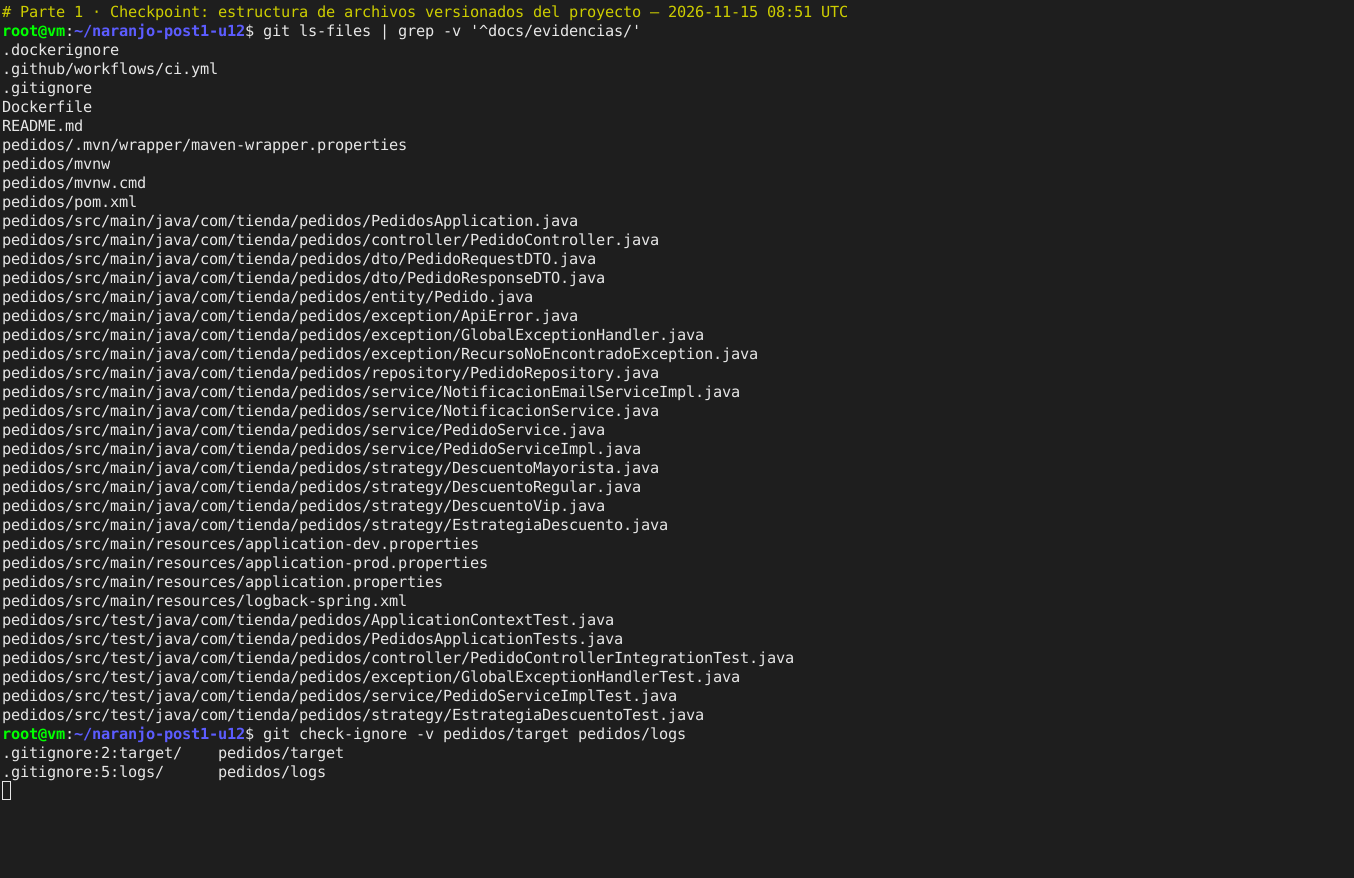 # Parte 1 · Checkpoint: estructura de archivos versionados del proyecto — 2026-11-15 08:51 UTC
root@vm:~/naranjo-post1-u12$ git ls-files | grep -v '^docs/evidencias/'
.dockerignore
.github/workflows/ci.yml
.gitignore
Dockerfile
README.md
pedidos/.mvn/wrapper/maven-wrapper.properties
pedidos/mvnw
pedidos/mvnw.cmd
pedidos/pom.xml
pedidos/src/main/java/com/tienda/pedidos/PedidosApplication.java
pedidos/src/main/java/com/tienda/pedidos/controller/PedidoController.java
pedidos/src/main/java/com/tienda/pedidos/dto/PedidoRequestDTO.java
pedidos/src/main/java/com/tienda/pedidos/dto/PedidoResponseDTO.java
pedidos/src/main/java/com/tienda/pedidos/entity/Pedido.java
pedidos/src/main/java/com/tienda/pedidos/exception/ApiError.java
pedidos/src/main/java/com/tienda/pedidos/exception/GlobalExceptionHandler.java
pedidos/src/main/java/com/tienda/pedidos/exception/RecursoNoEncontradoException.java
pedidos/src/main/java/com/tienda/pedidos/repository/PedidoRepository.java
pedidos/src/main/java/com/tienda/pedidos/service/NotificacionEmailServiceImpl.java
pedidos/src/main/java/com/tienda/pedidos/service/NotificacionService.java
pedidos/src/main/java/com/tienda/pedidos/service/PedidoService.java
pedidos/src/main/java/com/tienda/pedidos/service/PedidoServiceImpl.java
pedidos/src/main/java/com/tienda/pedidos/strategy/DescuentoMayorista.java
pedidos/src/main/java/com/tienda/pedidos/strategy/DescuentoRegular.java
pedidos/src/main/java/com/tienda/pedidos/strategy/DescuentoVip.java
pedidos/src/main/java/com/tienda/pedidos/strategy/EstrategiaDescuento.java
pedidos/src/main/resources/application-dev.properties
pedidos/src/main/resources/application-prod.properties
pedidos/src/main/resources/application.properties
pedidos/src/main/resources/logback-spring.xml
pedidos/src/test/java/com/tienda/pedidos/ApplicationContextTest.java
pedidos/src/test/java/com/tienda/pedidos/PedidosApplicationTests.java
pedidos/src/test/java/com/tienda/pedidos/controller/PedidoControllerIntegrationTest.java
pedidos/src/test/java/com/tienda/pedidos/exception/GlobalExceptionHandlerTest.java
pedidos/src/test/java/com/tienda/pedidos/service/PedidoServiceImplTest.java
pedidos/src/test/java/com/tienda/pedidos/strategy/EstrategiaDescuentoTest.java
root@vm:~/naranjo-post1-u12$ git check-ignore -v pedidos/target pedidos/logs
.gitignore:2:target/    pedidos/target
.gitignore:5:logs/      pedidos/logs